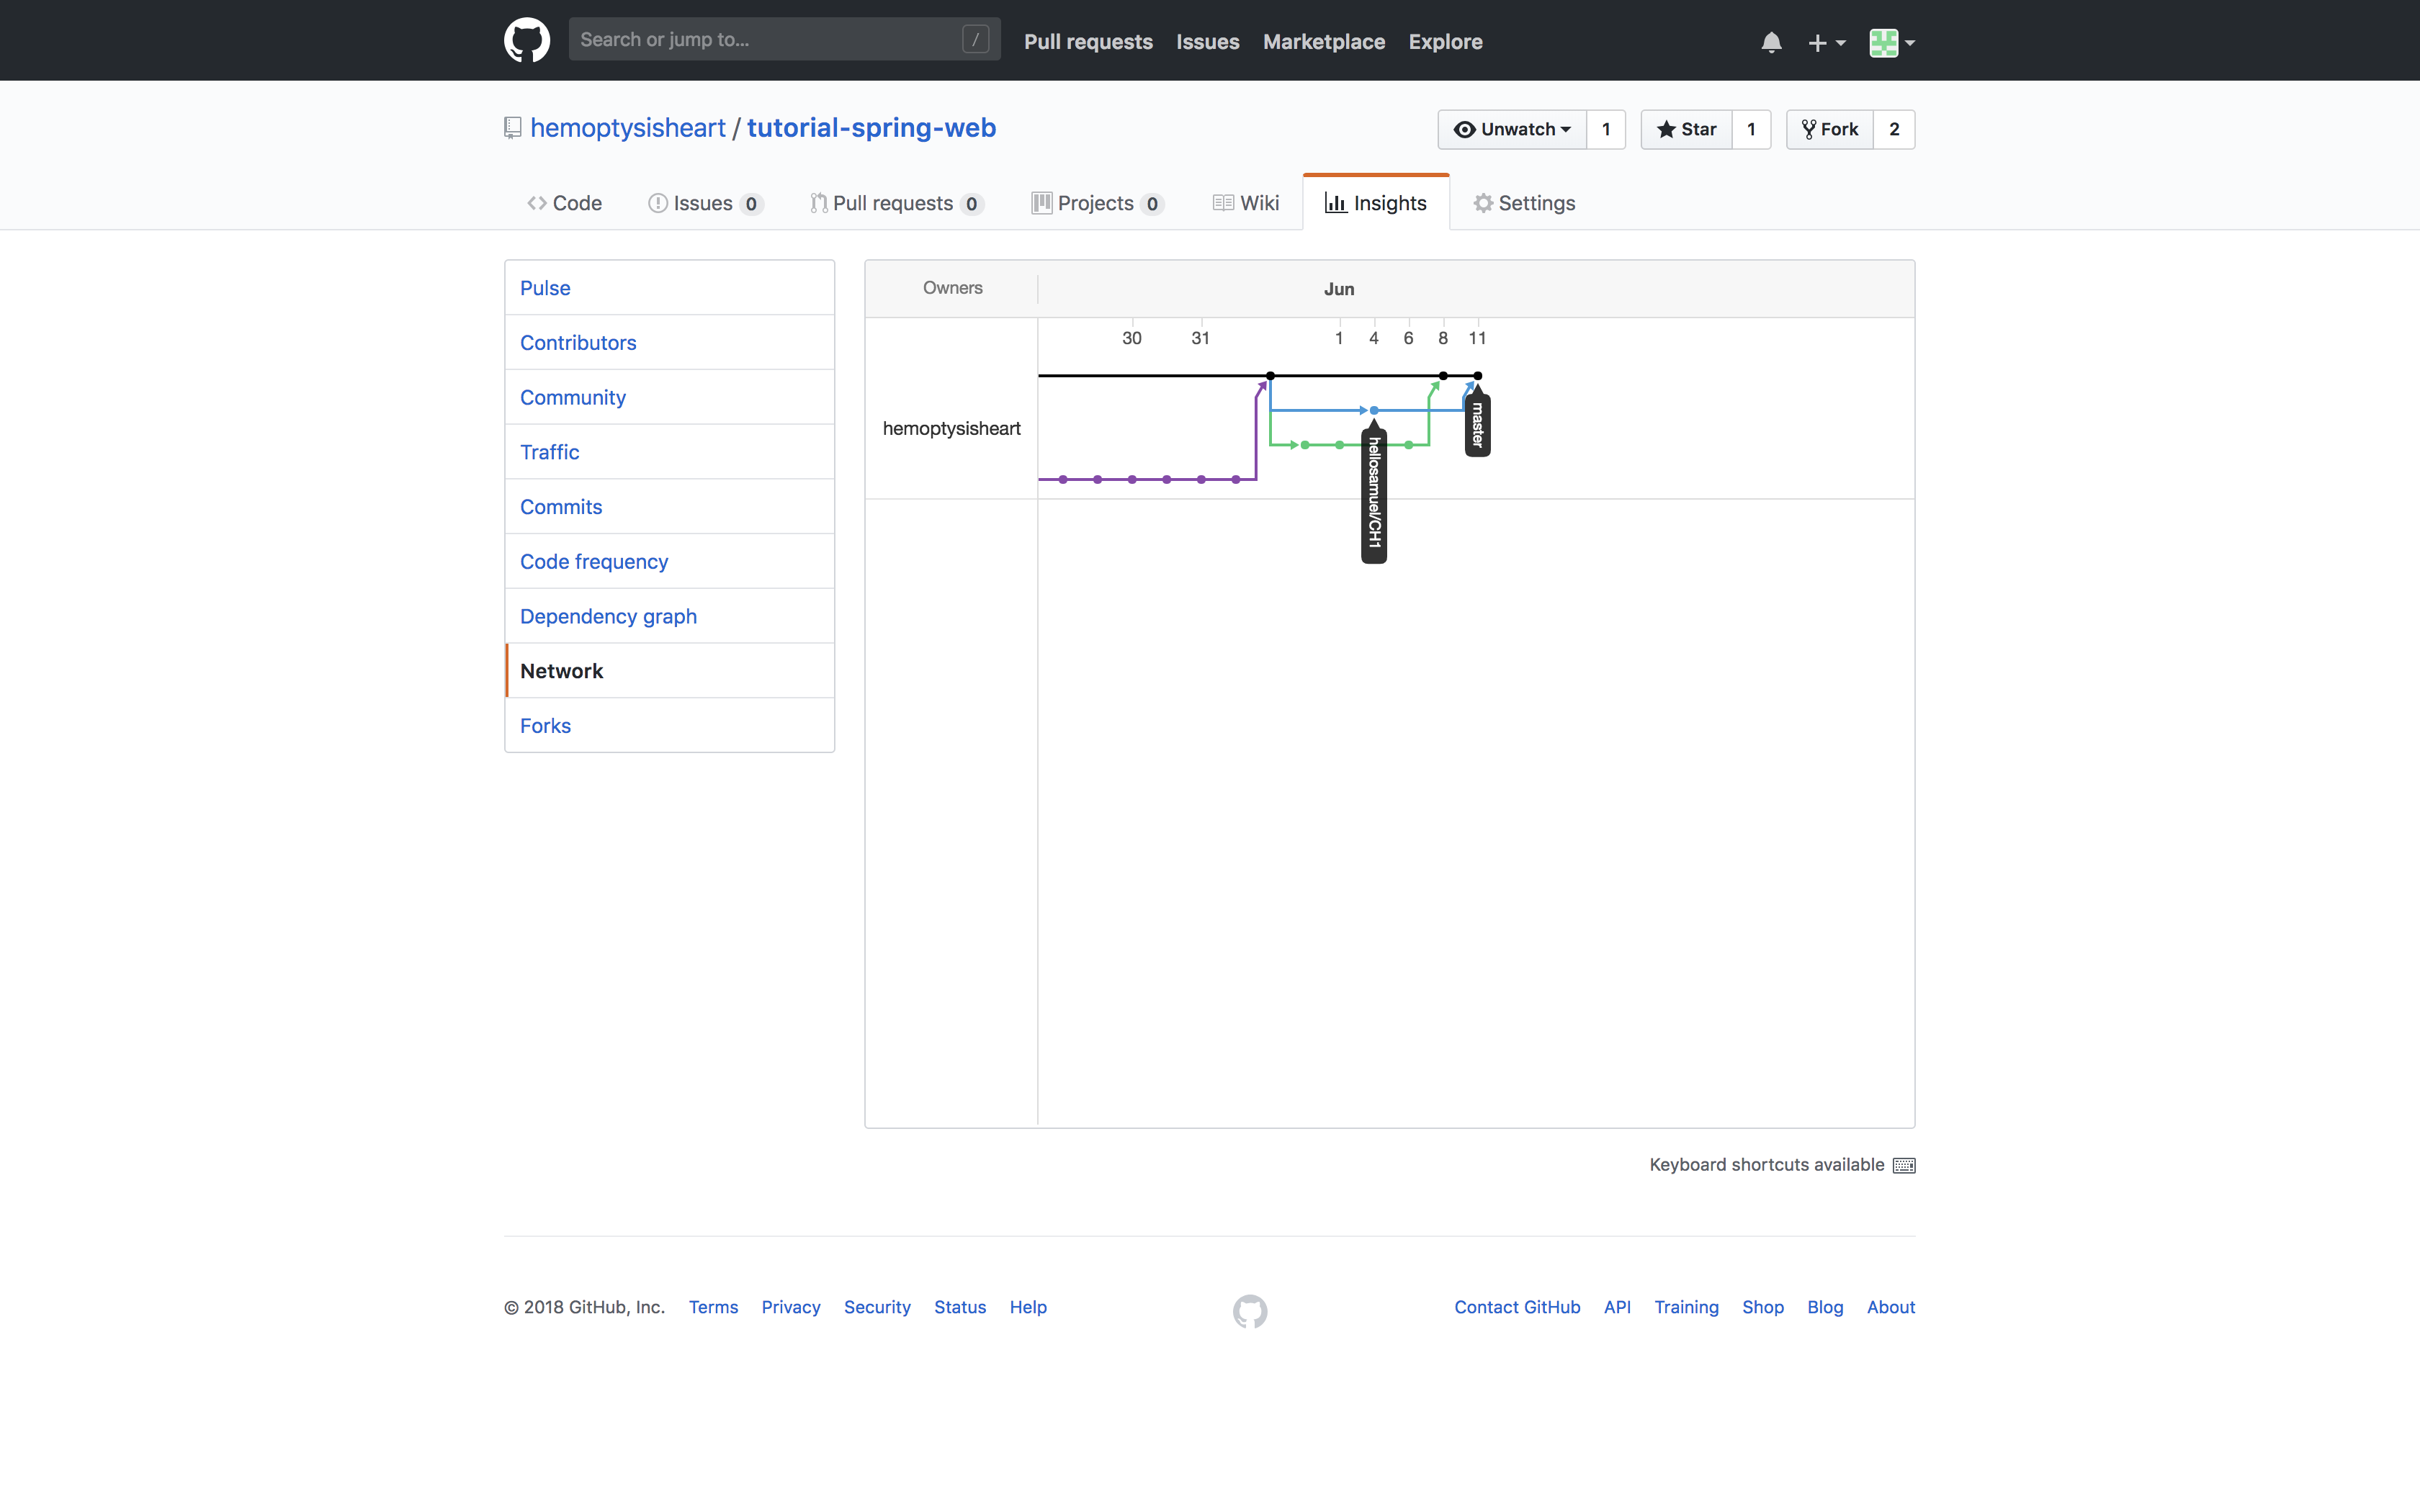 Search or jump to... /
Pull requests Issues Marketplace Explore
hemoptysisheart / tutorial-spring-web
Unwatch 1 Star 1 Fork 2
Code Issues 0 Pull requests 0 Projects 0 Wiki Insights Settings
Pulse
Contributors
Community
Traffic
Commits
Code frequency
Dependency graph
Network
Forks
Owners Jun
30 31 1 4 6 8 11
hemoptysisheart
master
hellosamuel/CH1
Keyboard shortcuts available
© 2018 GitHub, Inc. Terms Privacy Security Status Help
Contact GitHub API Training Shop Blog About